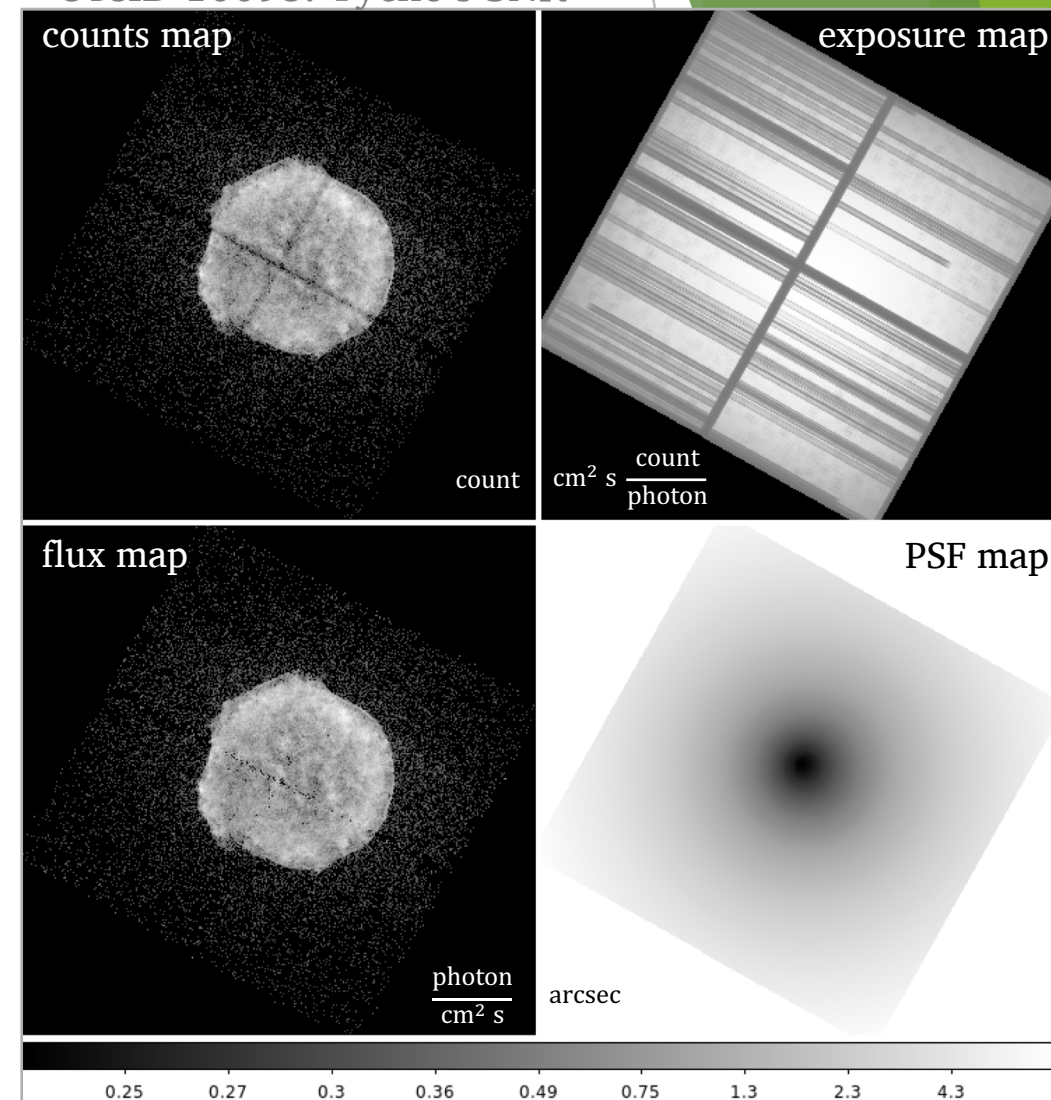 counts map
exposure map
count
cm² s count
photon
flux map
PSF map
photon
cm² s
arcsec
0.25 0.27 0.3 0.36 0.49 0.75 1.3 2.3 4.3